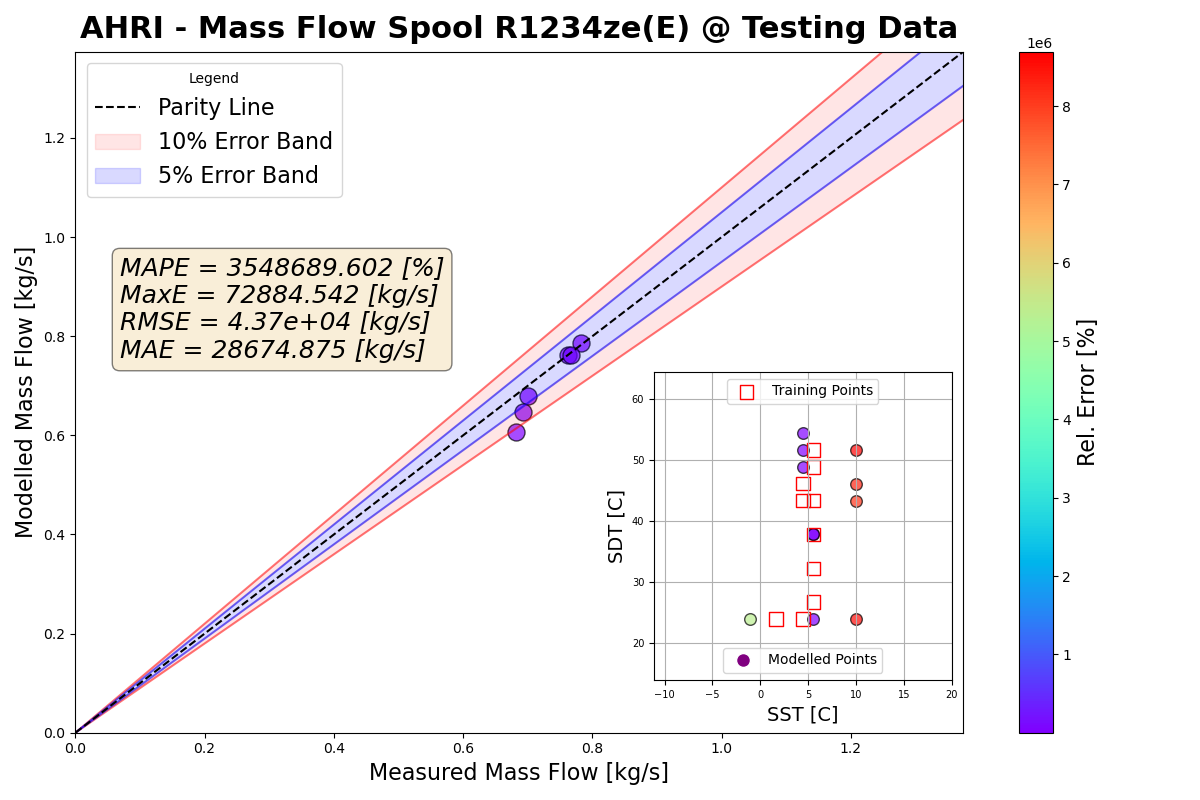 AHRI - Mass Flow Spool R1234ze(E) @ Testing Data
Legend
Parity Line
10% Error Band
5% Error Band
MAPE = 3548689.602 [%]
MaxE = 72884.542 [kg/s]
RMSE = 4.37e+04 [kg/s]
MAE = 28674.875 [kg/s]
Modelled Mass Flow [kg/s]
1.2
1.0
0.8
0.6
0.4
0.2
0.0
0.0 0.2 0.4 0.6 0.8 1.0 1.2
Measured Mass Flow [kg/s]
Training Points
Modelled Points
SDT [C]
60
50
40
30
20
−10 −5 0 5 10 15 20
SST [C]
1e6
8
7
6
5
4
3
2
1
Rel. Error [%]